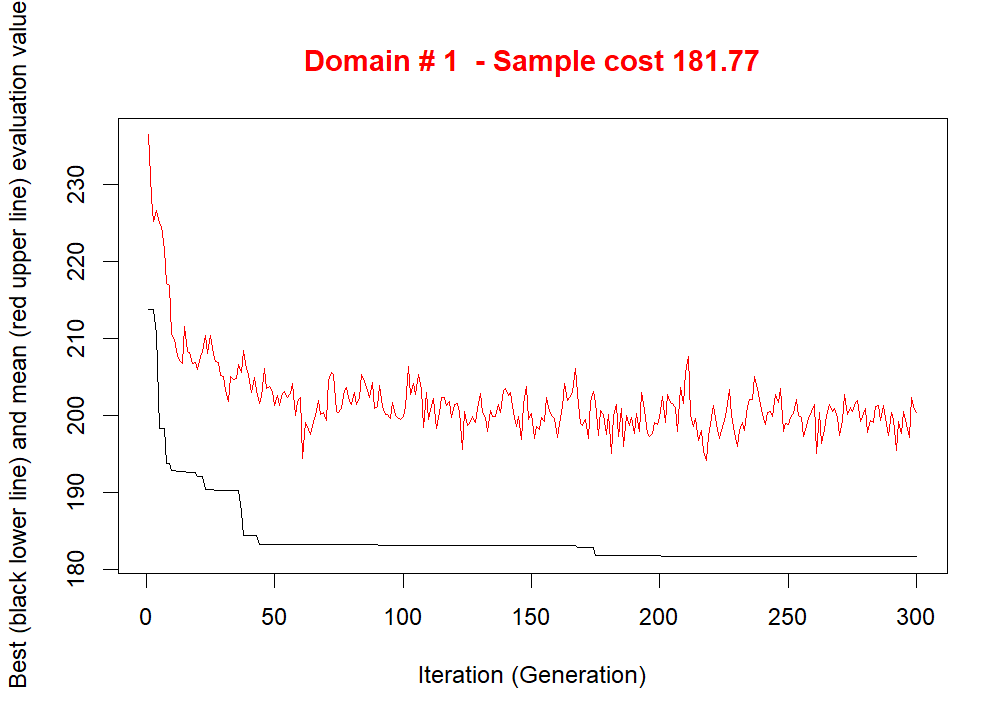 Domain # 1  - Sample cost 181.77
Best (black lower line) and mean (red upper line) evaluation value
230
220
210
200
190
180
0 50 100 150 200 250 300
Iteration (Generation)